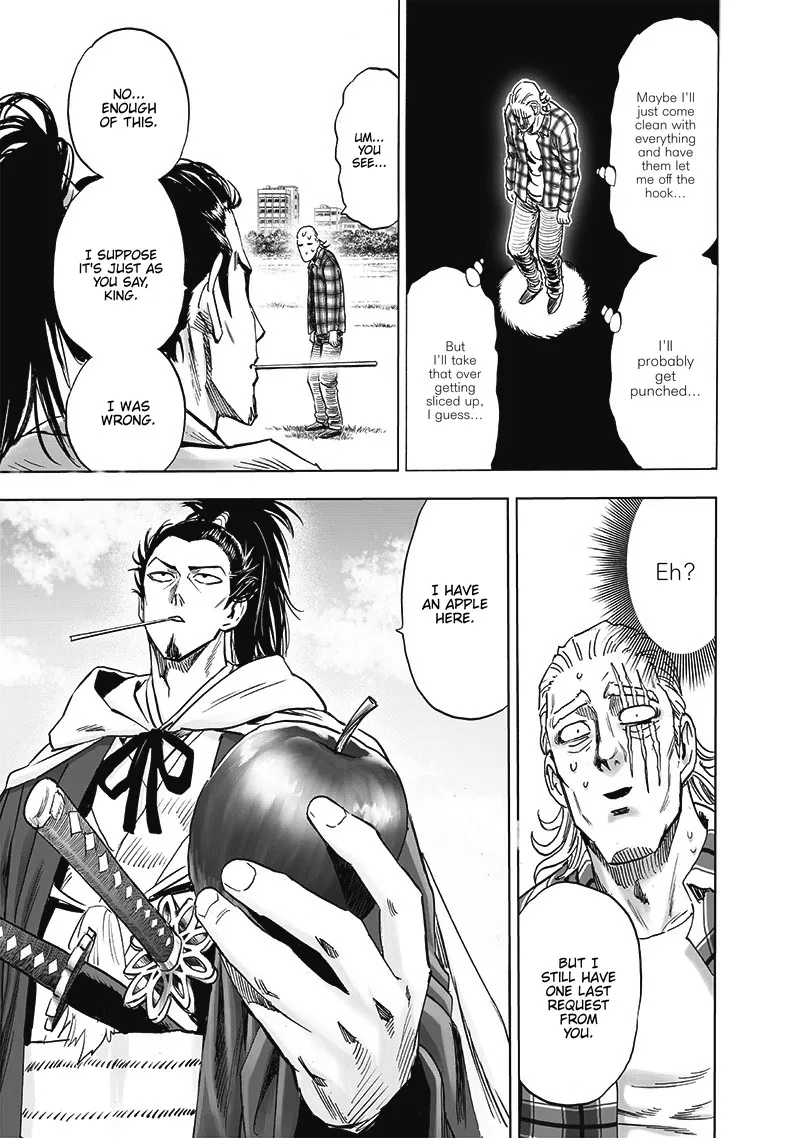 Maybe I'll
just come
clean with
everything
and have
them let
me off the
hook...
I'll
probably
get
punched...
But
I'll take
that over
getting
sliced up,
I guess...
UM...
YOU
SEE...
NO...
ENOUGH
OF THIS.
I SUPPOSE
IT'S JUST AS
YOU SAY,
KING.
I WAS
WRONG.
Eh?
BUT I
STILL HAVE
ONE LAST
REQUEST
FROM
YOU.
I HAVE
AN APPLE
HERE.